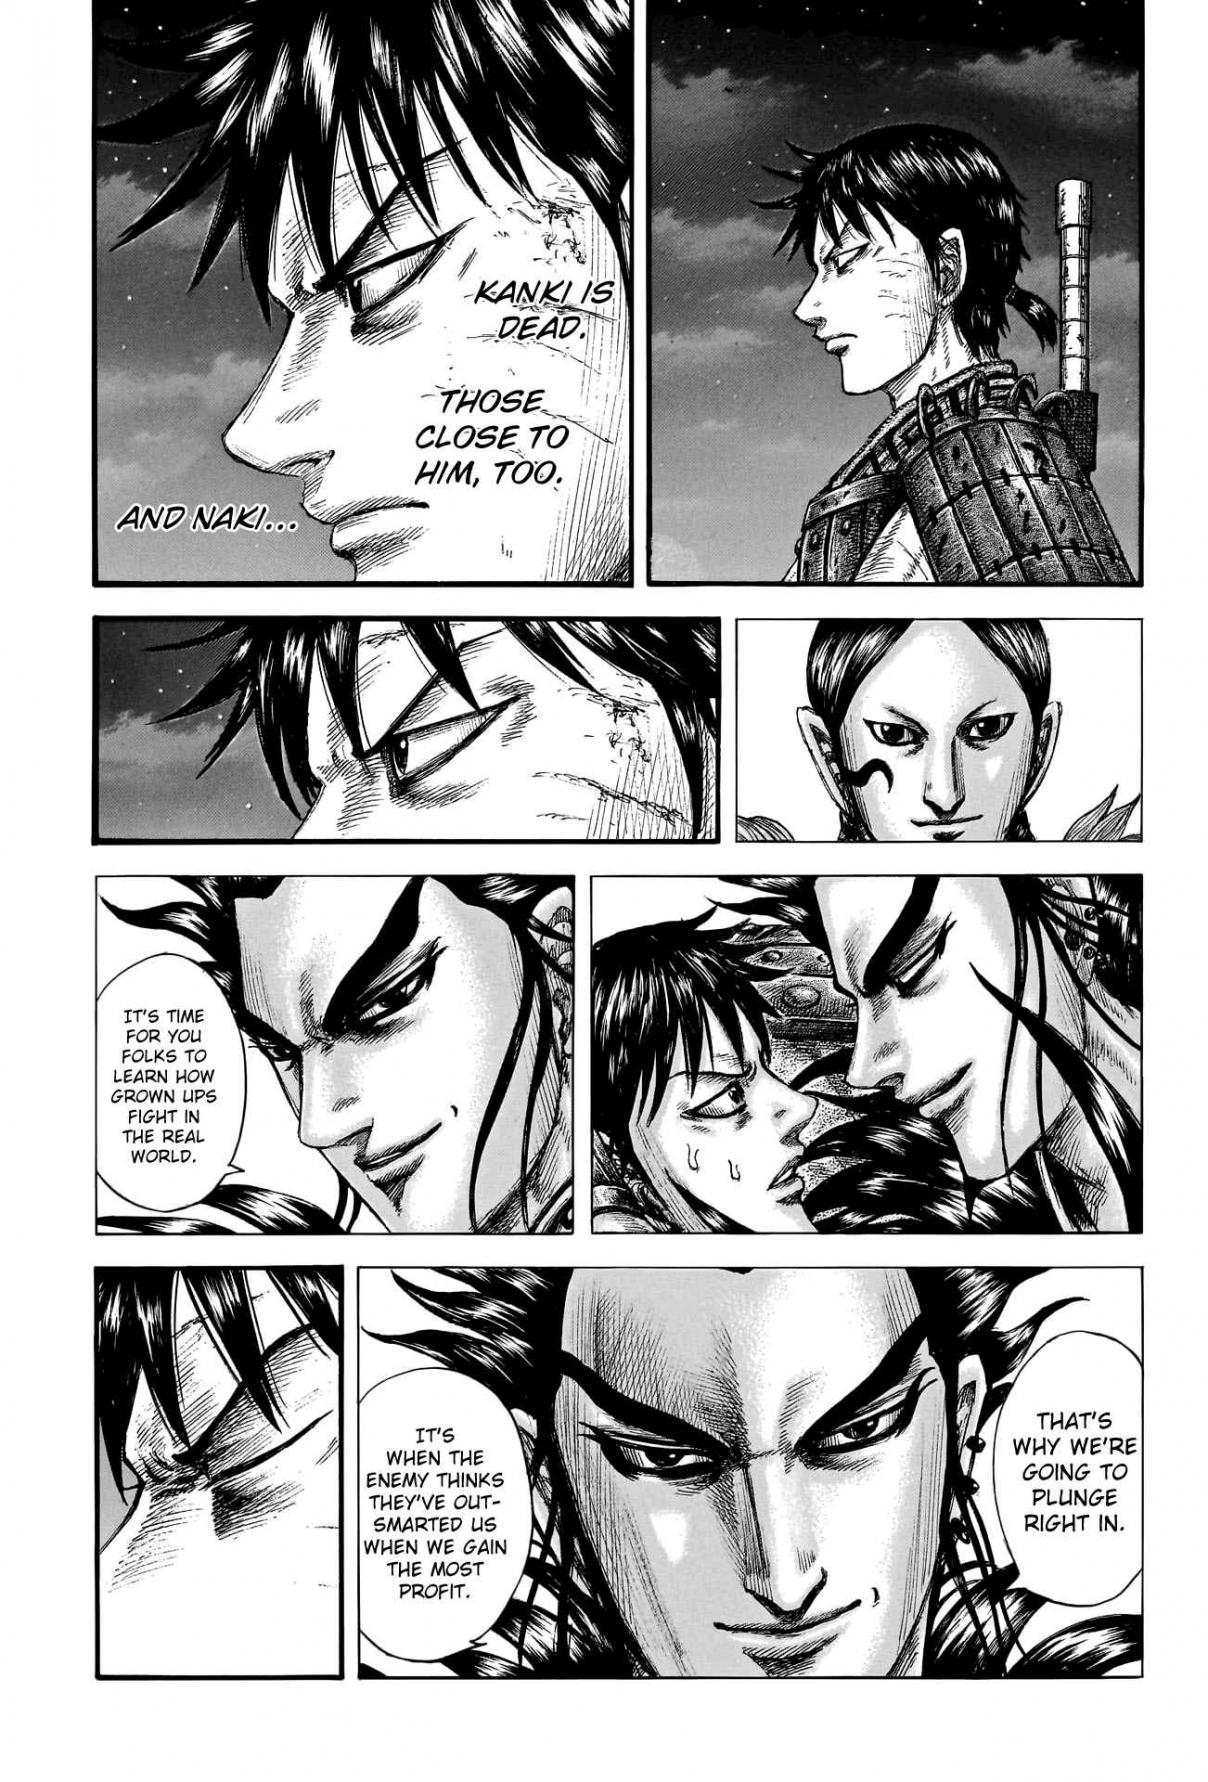 KANKI IS
DEAD.
THOSE
CLOSE TO
HIM, TOO.
AND NAKI...
IT'S TIME
FOR YOU
FOLKS TO
LEARN HOW
GROWN UPS
FIGHT IN
THE REAL
WORLD.
THAT'S
WHY WE'RE
GOING TO
PLUNGE
RIGHT IN.
IT'S
WHEN THE
ENEMY THINKS
THEY'VE OUT-
SMARTED US
WHEN WE GAIN
THE MOST
PROFIT.